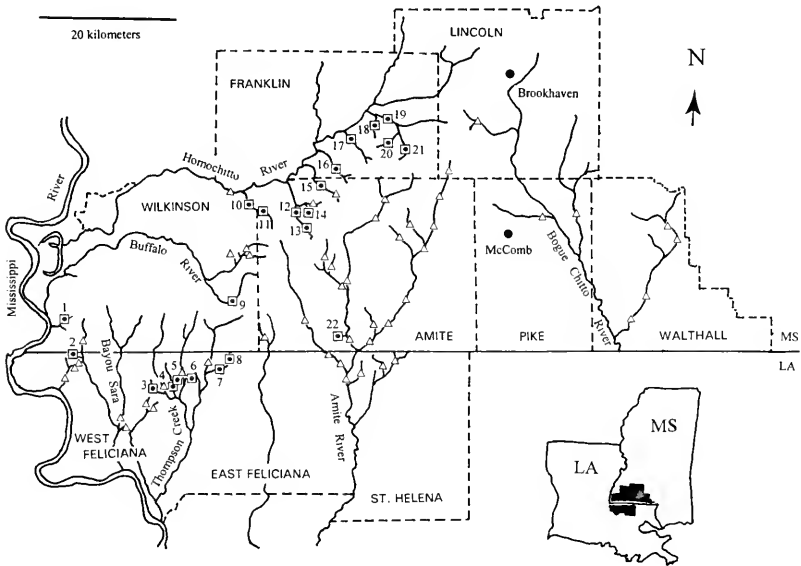 20 kilometers
LINCOLN
N
FRANKLIN
Brookhaven
19
18
17
20
21
Homochitto River
16
River
15
WILKINSON
10
11
12
14
13
McComb
Buffalo River
Bogue Chitto River
Mississippi
9
1
22
AMITE
PIKE
WALTHALL
MS
LA
2
Bayou Sara
8
5
6
7
4
3
Thompson Creek
Amite River
MS
WEST
FELICIANA
LA
EAST FELICIANA
ST. HELENA